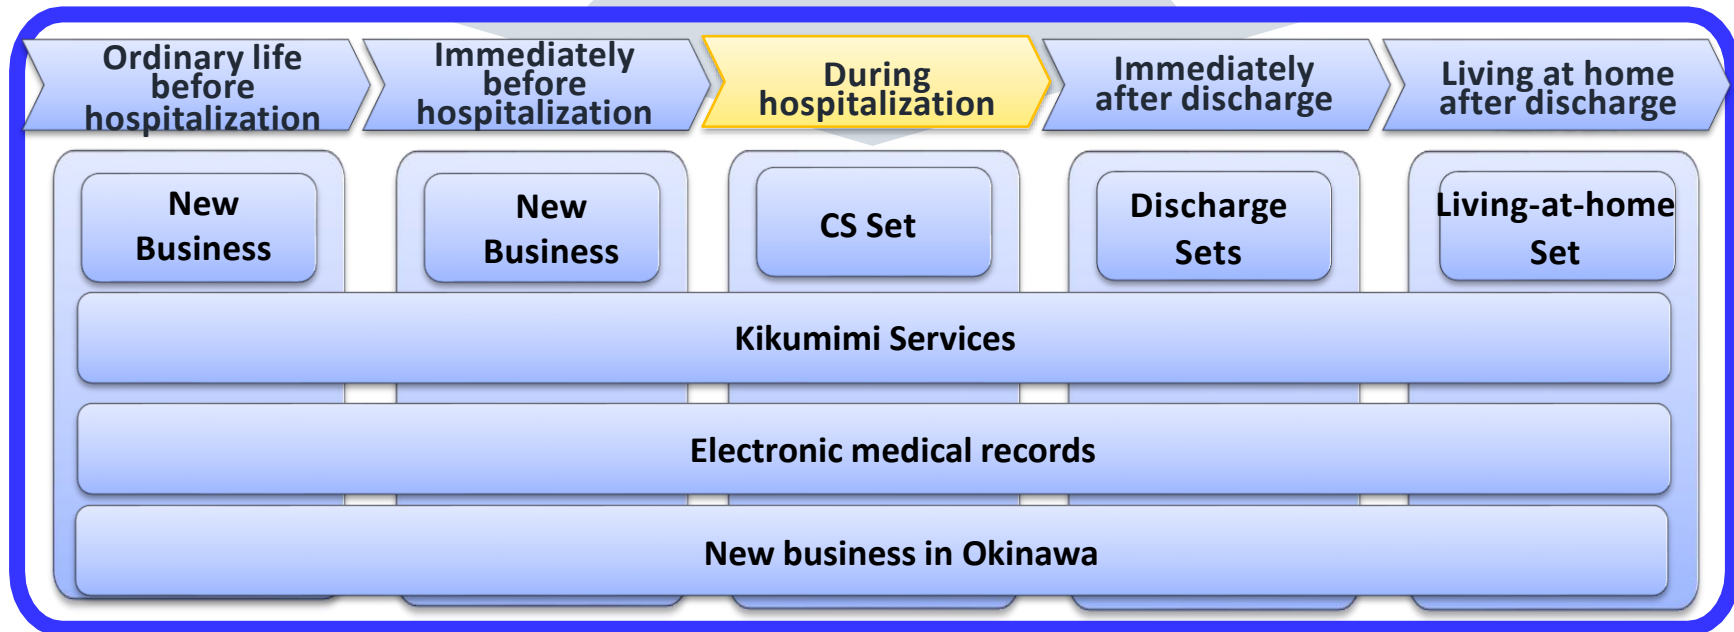 Ordinary life
before
hospitalization
Immediately
before
hospitalization
During
hospitalization
Immediately
after discharge
Living at home
after discharge
New
Business
New
Business
CS Set
Discharge
Sets
Living-at-home
Set
Kikumimi Services
Electronic medical records
New business in Okinawa